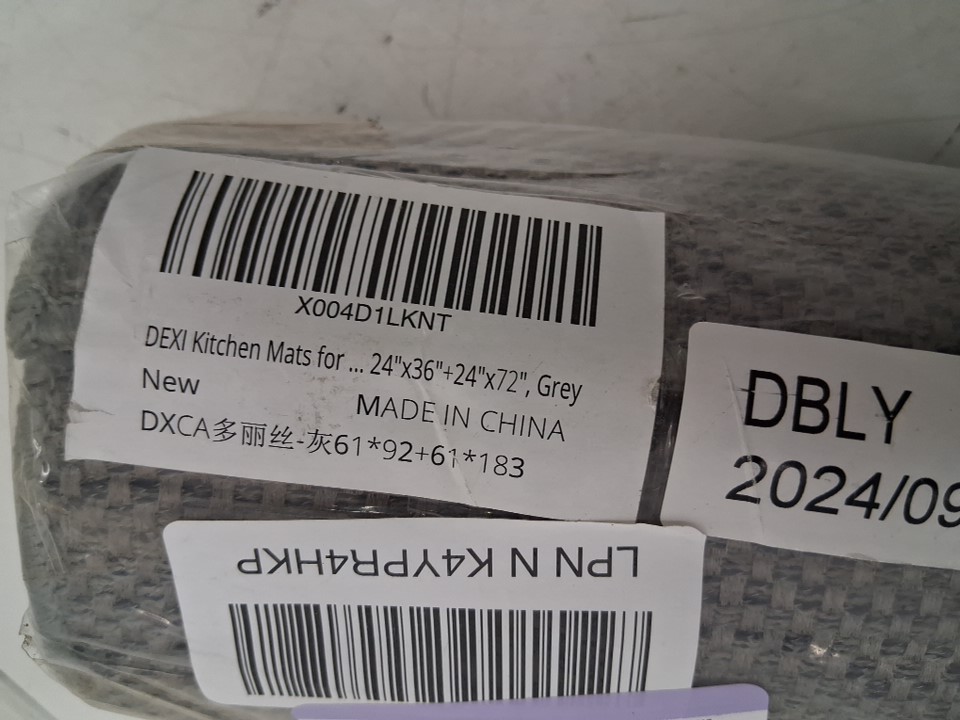 X004D1LKNT
DEXI Kitchen Mats for ... 24"x36"+24"x72", Grey
New
MADE IN CHINA
DXCA多丽丝-灰61*92+61*183
DBLY
2024/09
LPN N K4YPR4HKP